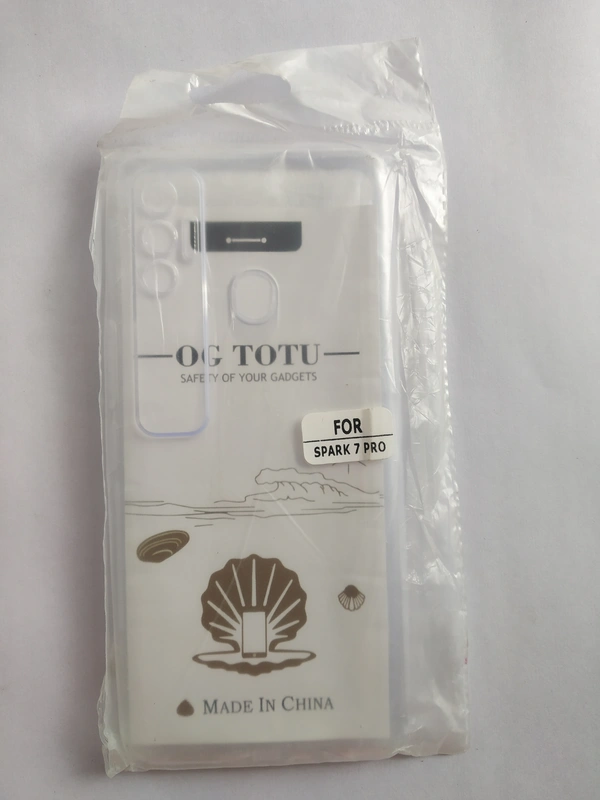 OG TOTU
SAFETY OF YOUR GADGETS
FOR
SPARK 7 PRO
MADE IN CHINA